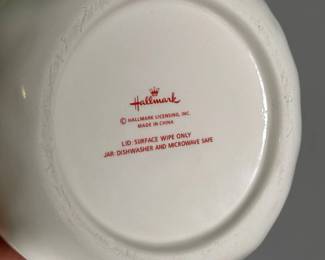 Hallmark
© HALLMARK LICENSING, INC.
MADE IN CHINA
LID: SURFACE WIPE ONLY
JAR: DISHWASHER AND MICROWAVE SAFE